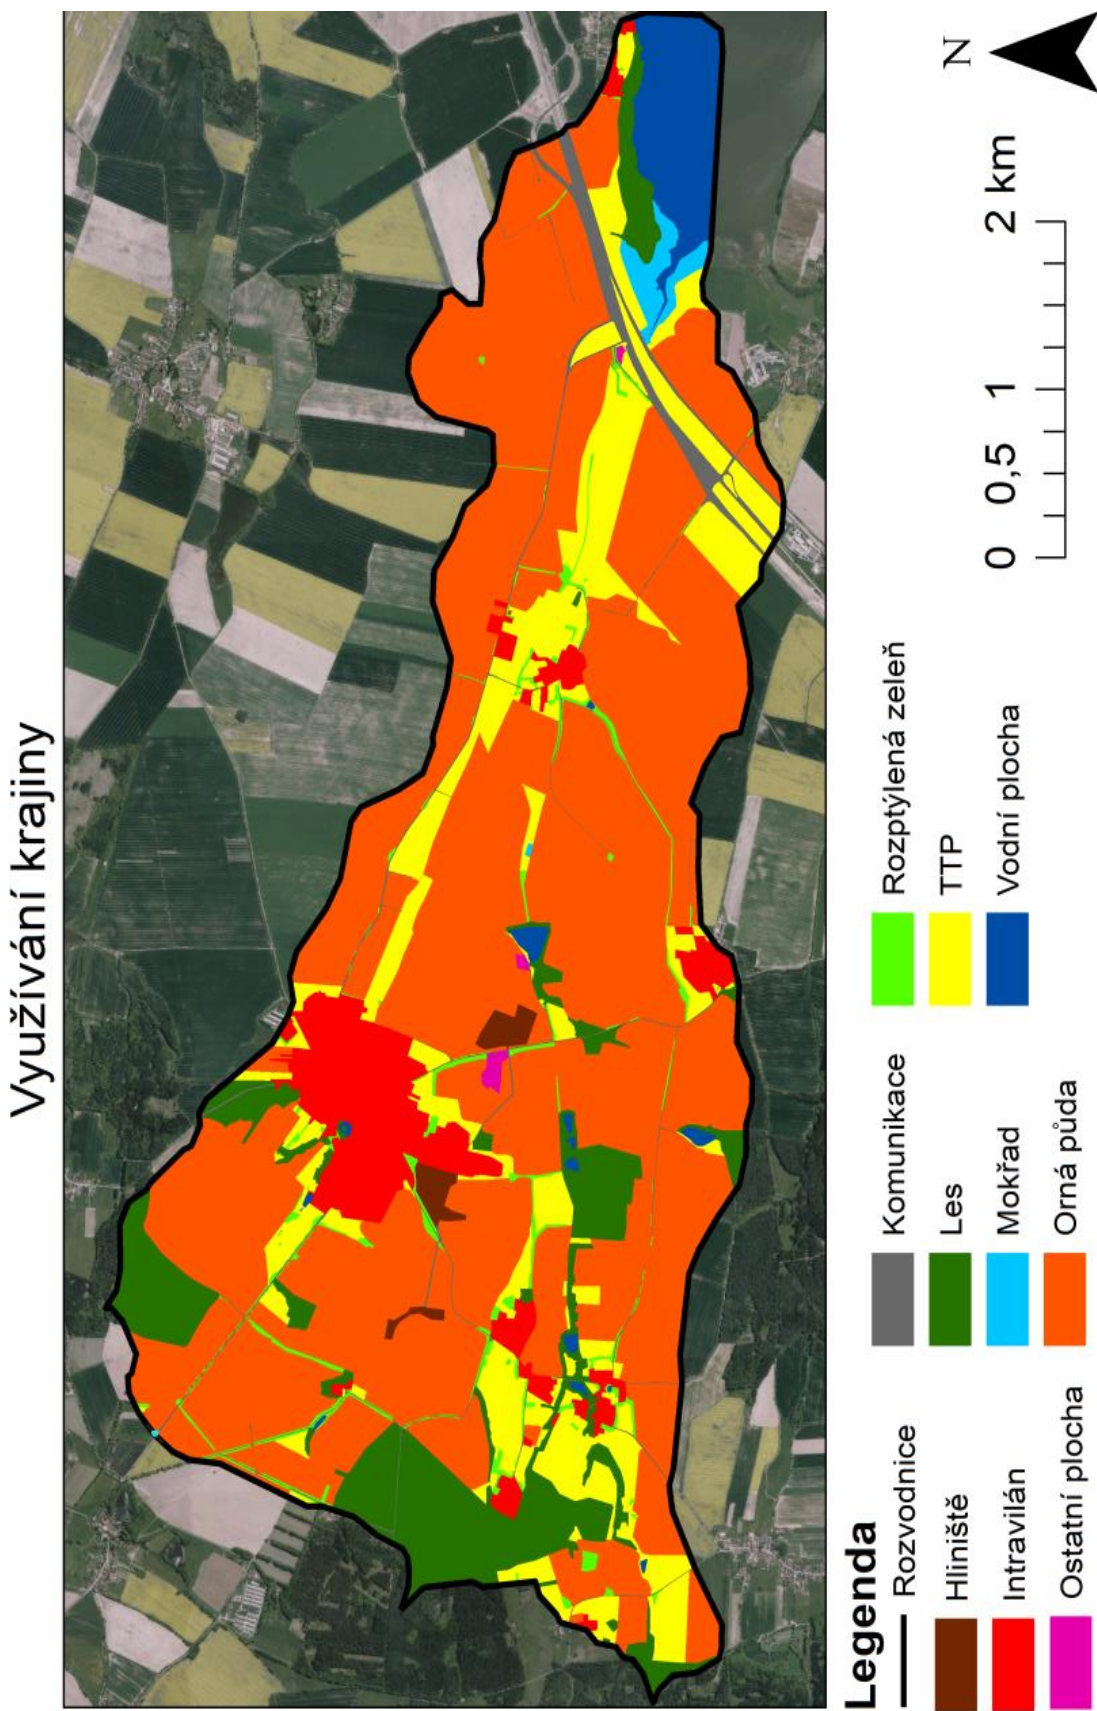 Využívání krajiny
Legenda
Rozvodnice
Hliniště
Intravilán
Ostatní plocha
Komunikace
Les
Mokřad
Orná půda
Rozptýlená zeleň
TTP
Vodní plocha
0 0,5 1 2 km
N